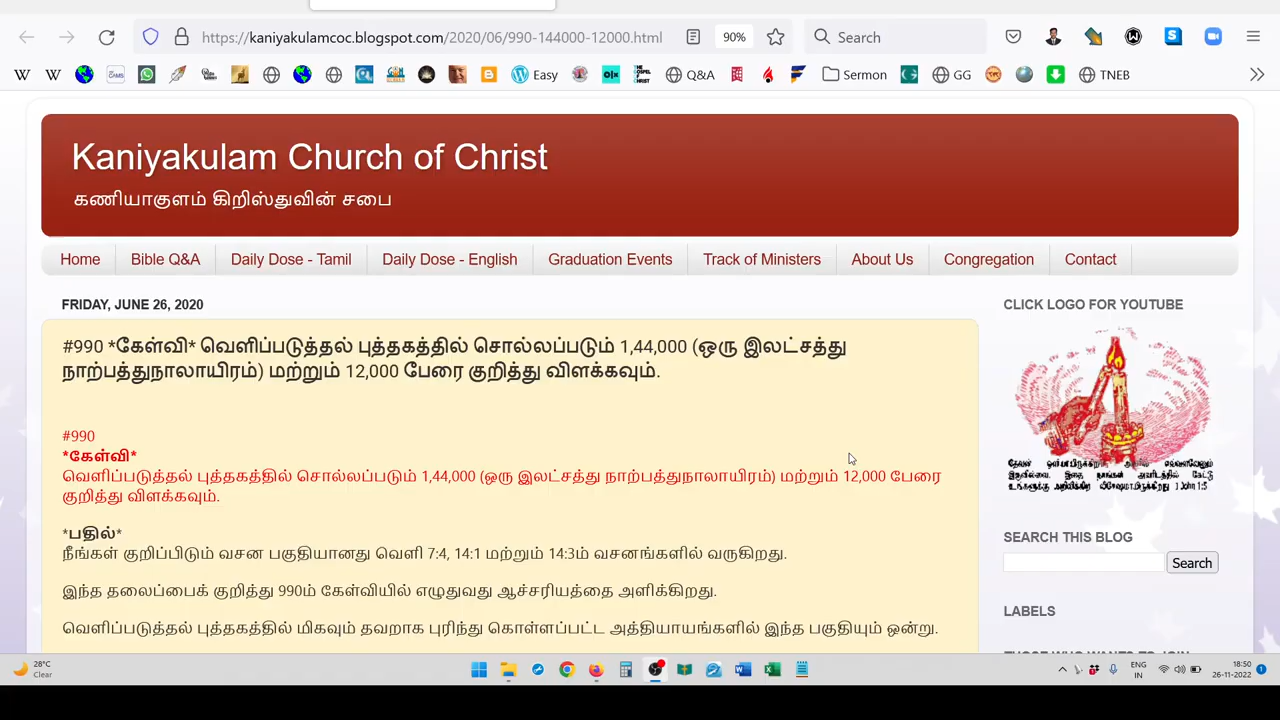 https://kaniyakulamcoc.blogspot.com/2020/06/990-144000-12000.html
90%
Search
Easy
Q&A
Sermon
GG
TNEB
Kaniyakulam Church of Christ
கணியாகுளம் கிறிஸ்துவின் சபை
Home
Bible Q&A
Daily Dose - Tamil
Daily Dose - English
Graduation Events
Track of Ministers
About Us
Congregation
Contact
FRIDAY, JUNE 26, 2020
#990 *கேள்வி* வெளிப்படுத்தல் புத்தகத்தில் சொல்லப்படும் 1,44,000 (ஒரு இலட்சத்து
நாற்பத்துநாலாயிரம்) மற்றும் 12,000 பேரை குறித்து விளக்கவும்.
#990
*கேள்வி*
வெளிப்படுத்தல் புத்தகத்தில் சொல்லப்படும் 1,44,000 (ஒரு இலட்சத்து நாற்பத்துநாலாயிரம்) மற்றும் 12,000 பேரை
குறித்து விளக்கவும்.
*பதில்*
நீங்கள் குறிப்பிடும் வசன பகுதியானது வெளி 7:4, 14:1 மற்றும் 14:3ம் வசனங்களில் வருகிறது.
இந்த தலைப்பைக் குறித்து 990ம் கேள்வியில் எழுதுவது ஆச்சரியத்தை அளிக்கிறது.
வெளிப்படுத்தல் புத்தகத்தில் மிகவும் தவறாக புரிந்து கொள்ளப்பட்ட அத்தியாயங்களில் இந்த பகுதியும் ஒன்று.
CLICK LOGO FOR YOUTUBE
1 John 1:5
SEARCH THIS BLOG
Search
LABELS
28°C
Clear
ENG
IN
18:50
26-11-2022